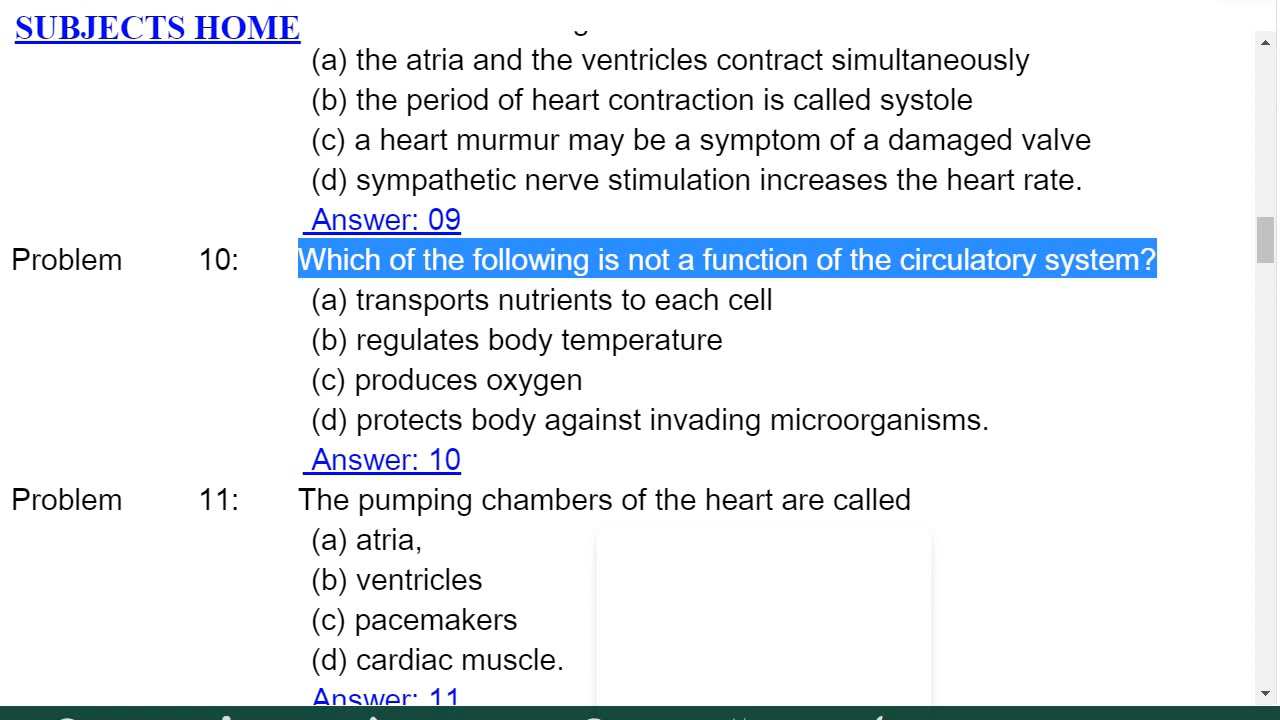 SUBJECTS HOME
(a) the atria and the ventricles contract simultaneously
(b) the period of heart contraction is called systole
(c) a heart murmur may be a symptom of a damaged valve
(d) sympathetic nerve stimulation increases the heart rate.
Answer: 09
Problem 10: Which of the following is not a function of the circulatory system?
(a) transports nutrients to each cell
(b) regulates body temperature
(c) produces oxygen
(d) protects body against invading microorganisms.
Answer: 10
Problem 11: The pumping chambers of the heart are called
(a) atria,
(b) ventricles
(c) pacemakers
(d) cardiac muscle.
Answer: 11